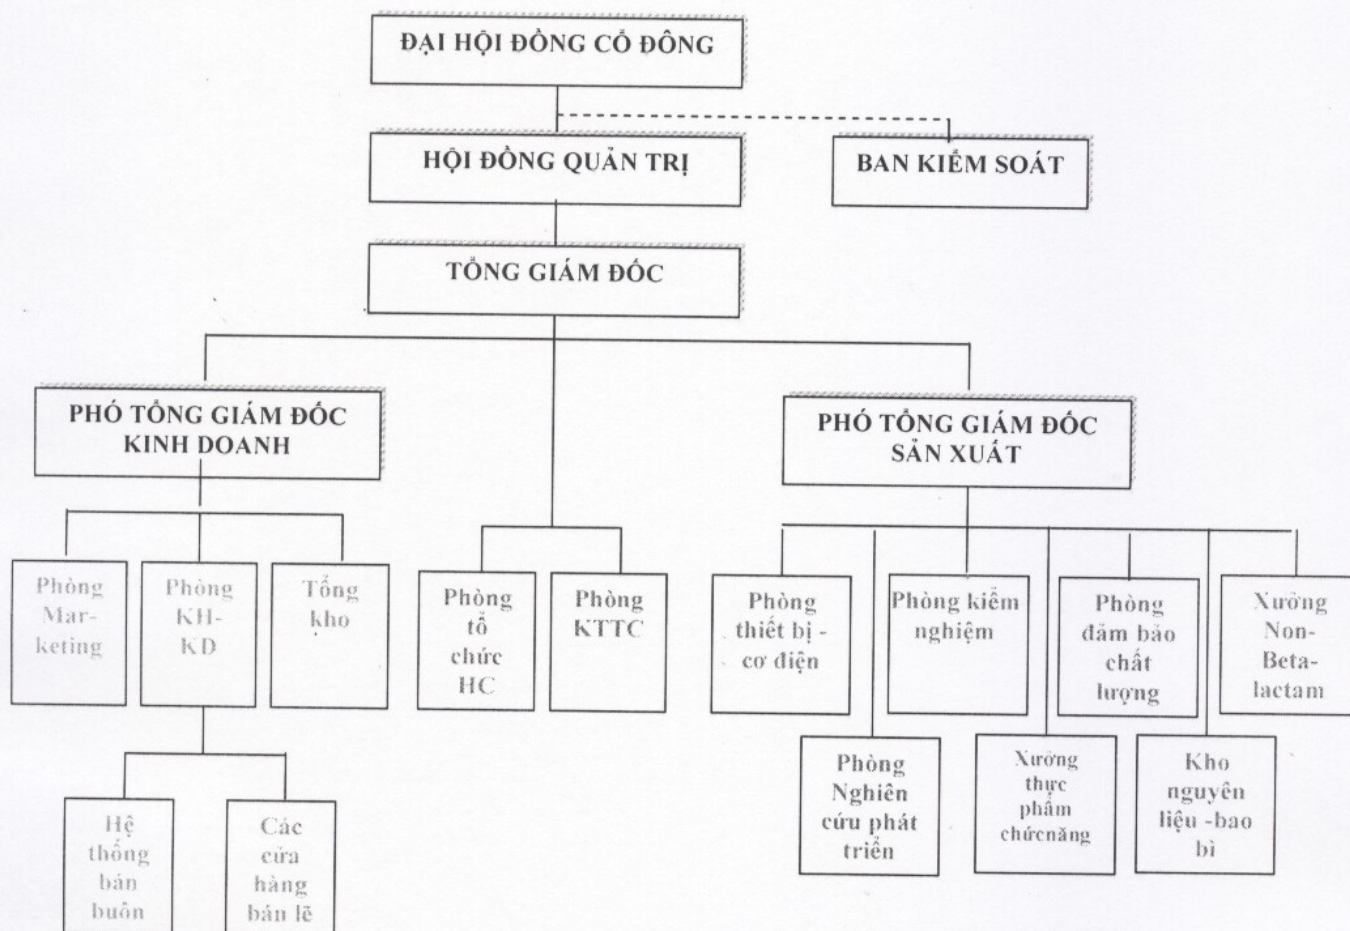 ĐẠI HỘI ĐỒNG CỔ ĐÔNG
HỘI ĐỒNG QUẢN TRỊ
BAN KIỂM SOÁT
TỔNG GIÁM ĐỐC
PHÓ TỔNG GIÁM ĐỐC
KINH DOANH
PHÓ TỔNG GIÁM ĐỐC
SẢN XUẤT
Phòng
Mar-
keting
Phòng
KH-
KD
Tổng
kho
Phòng
tổ
chức
HC
Phòng
KTTC
Phòng
thiết bị -
cơ điện
Phòng kiểm
nghiệm
Phòng
đảm bảo
chất
lượng
Xưởng
Non-
Beta-
lactam
Phòng
Nghiên
cứu phát
triển
Xưởng
thực
phẩm
chứcnăng
Kho
nguyên
liệu -bao
bì
Hệ
thống
bán
buôn
Các
cửa
hàng
bán lẽ